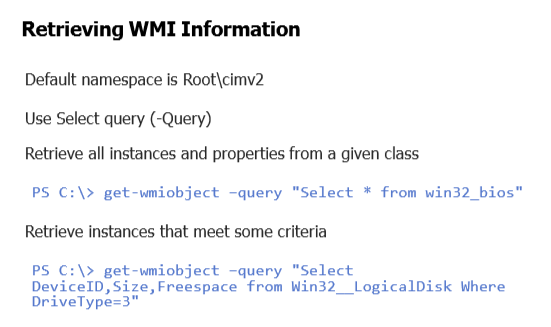 Retrieving WMI Information
Default namespace is Root\cimv2
Use Select query (-Query)
Retrieve all instances and properties from a given class
PS C:\> get-wmiobject –query "Select * from win32_bios"
Retrieve instances that meet some criteria
PS C:\> get-wmiobject –query "Select
DeviceID,Size,Freespace from Win32__LogicalDisk Where
DriveType=3"